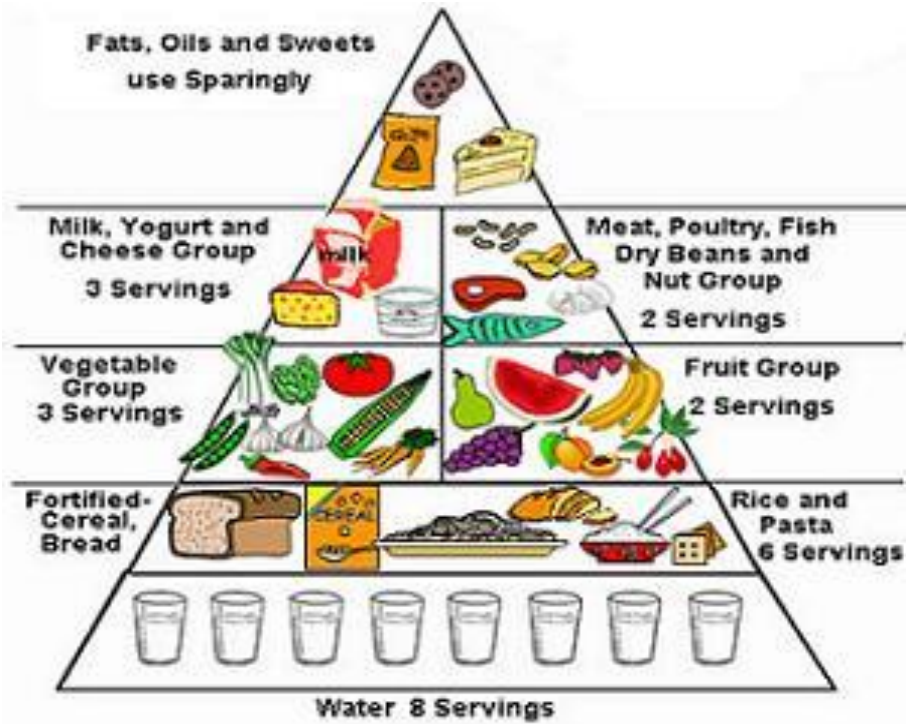 Fats, Oils and Sweets
use Sparingly
Milk, Yogurt and
Cheese Group
3 Servings
milk
Meat, Poultry, Fish
Dry Beans and
Nut Group
2 Servings
Vegetable
Group
3 Servings
Fruit Group
2 Servings
Fortified-
Cereal,
Bread
CEREAL
Rice and
Pasta
6 Servings
Water 8 Servings